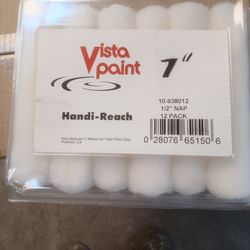 Vista
paint
1"
10-938012
1/2" NAP
12 PACK
Handi-Reach
Manufactured in Mexico for Vista Paint Corp.
Fullerton, CA
0 28076 65150 6